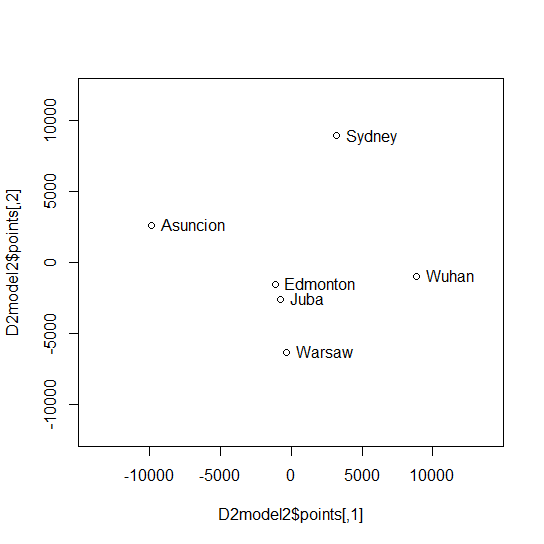 10000
5000
0
-5000
-10000
D2model2$points[,2]
Sydney
Asuncion
Wuhan
Edmonton
Juba
Warsaw
-10000 -5000 0 5000 10000
D2model2$points[,1]